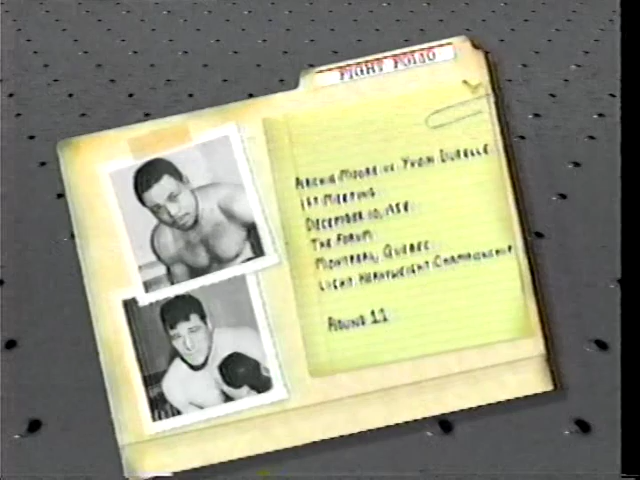 FIGHT FOLIO
ARCHIE MOORE vs YVON DURELLE
1ST MEETING
DECEMBER 10, 1958
THE FORUM
MONTREAL, QUEBEC
LIGHT HEAVYWEIGHT CHAMPIONSHIP
ROUND 11